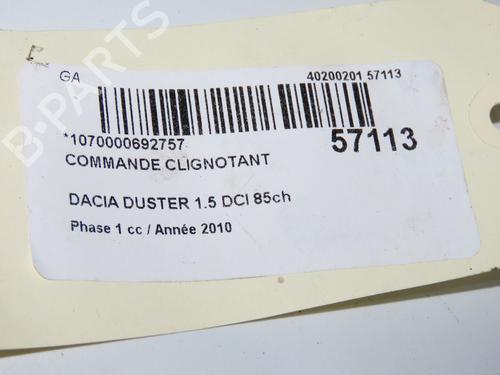 GA
40200201 57113
*1070000692757
57113
COMMANDE CLIGNOTANT
DACIA DUSTER 1.5 DCI 85ch
Phase 1 cc / Année 2010
B-PARTS